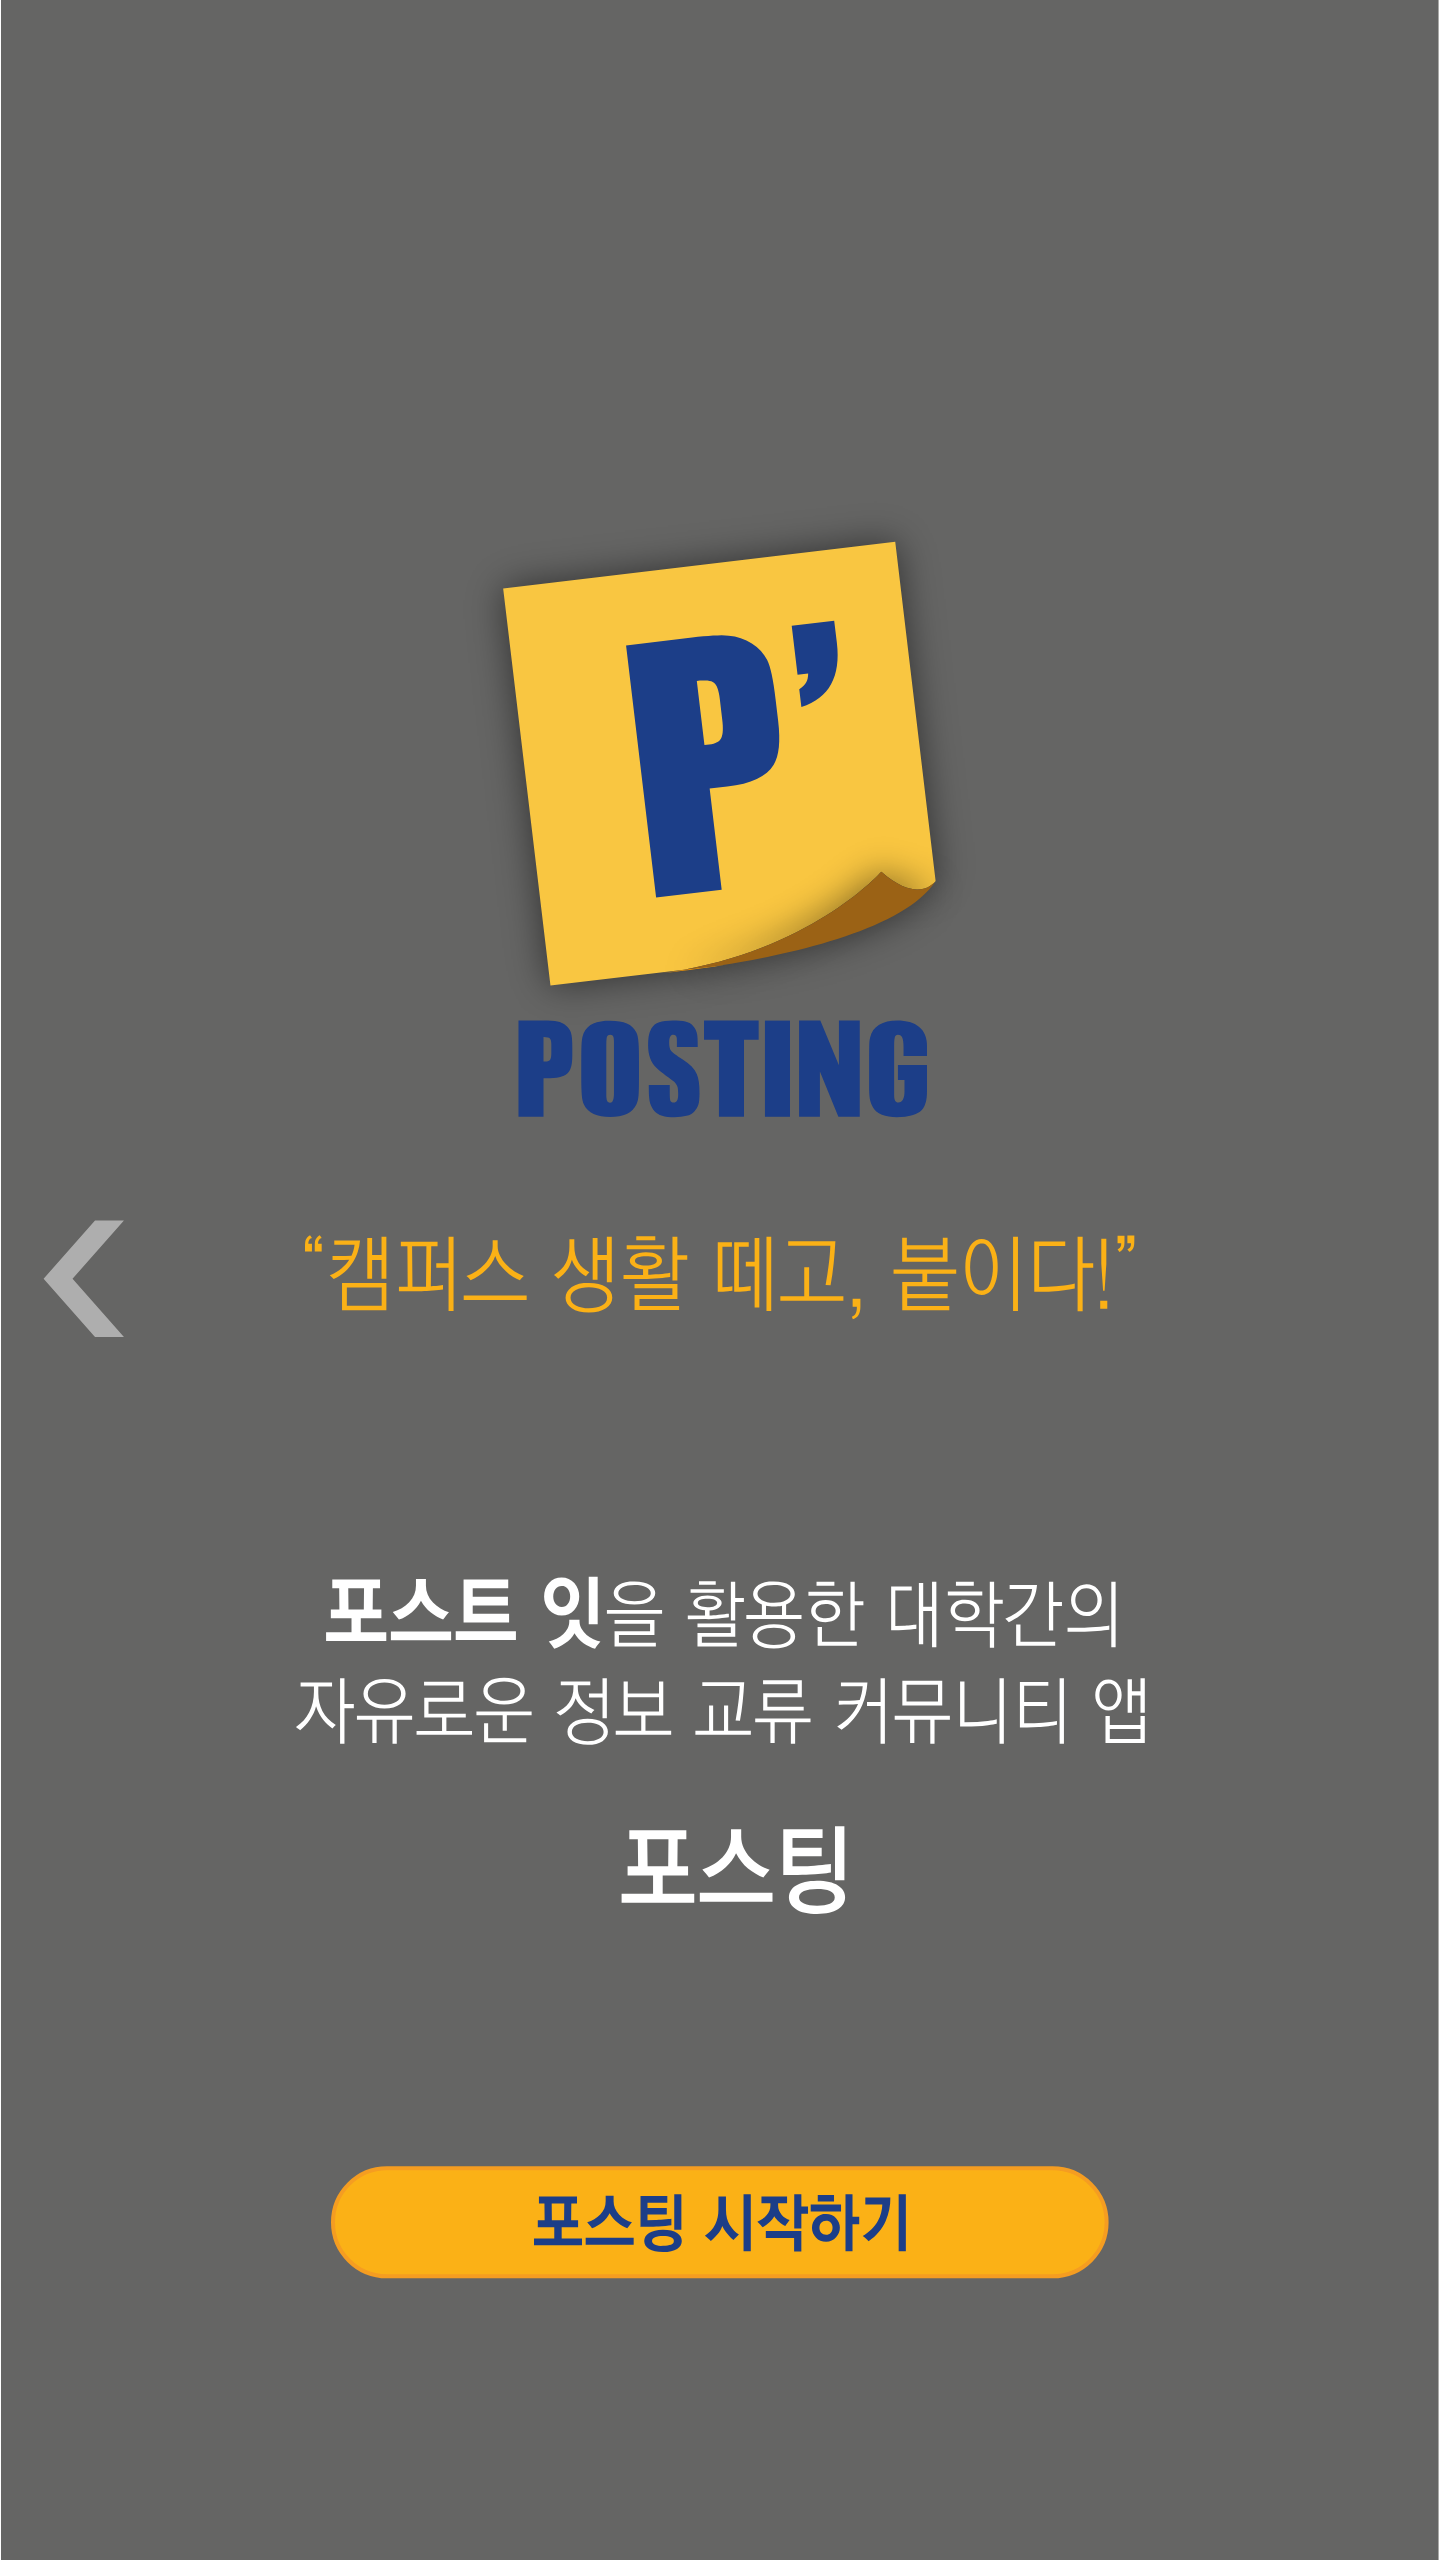 P’
POSTING
“캠퍼스 생활 떼고, 붙이다!”
포스트 잇을 활용한 대학간의
자유로운 정보 교류 커뮤니티 앱
포스팅
포스팅 시작하기